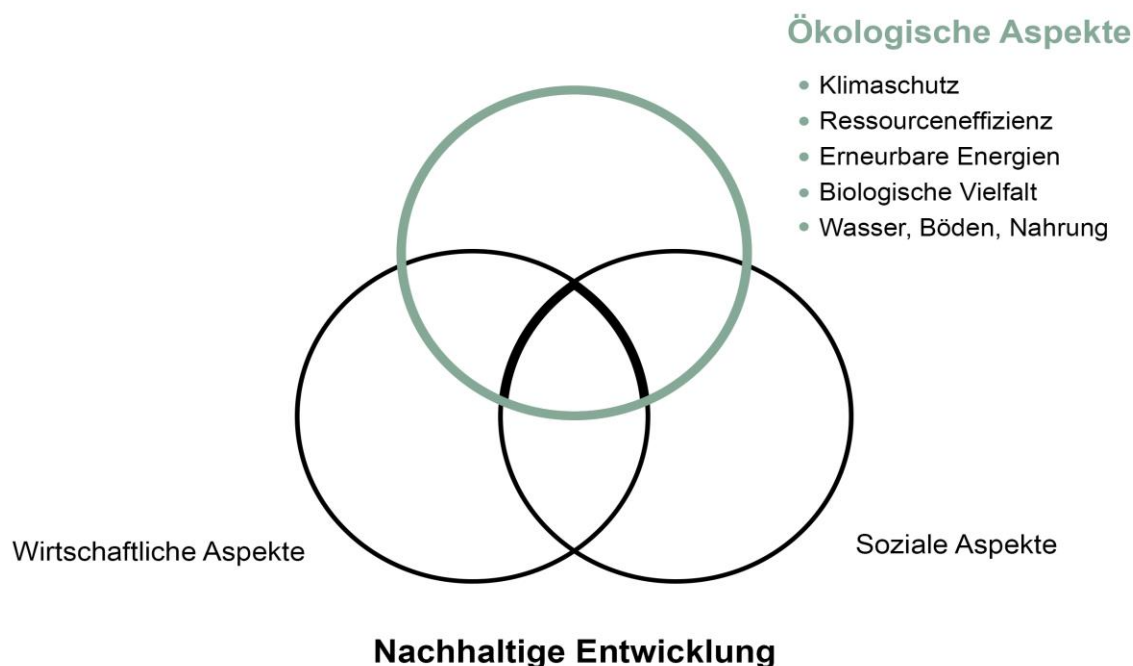 Ökologische Aspekte
Klimaschutz
Ressourceneffizienz
Erneurbare Energien
Biologische Vielfalt
Wasser, Böden, Nahrung
Wirtschaftliche Aspekte
Soziale Aspekte
Nachhaltige Entwicklung